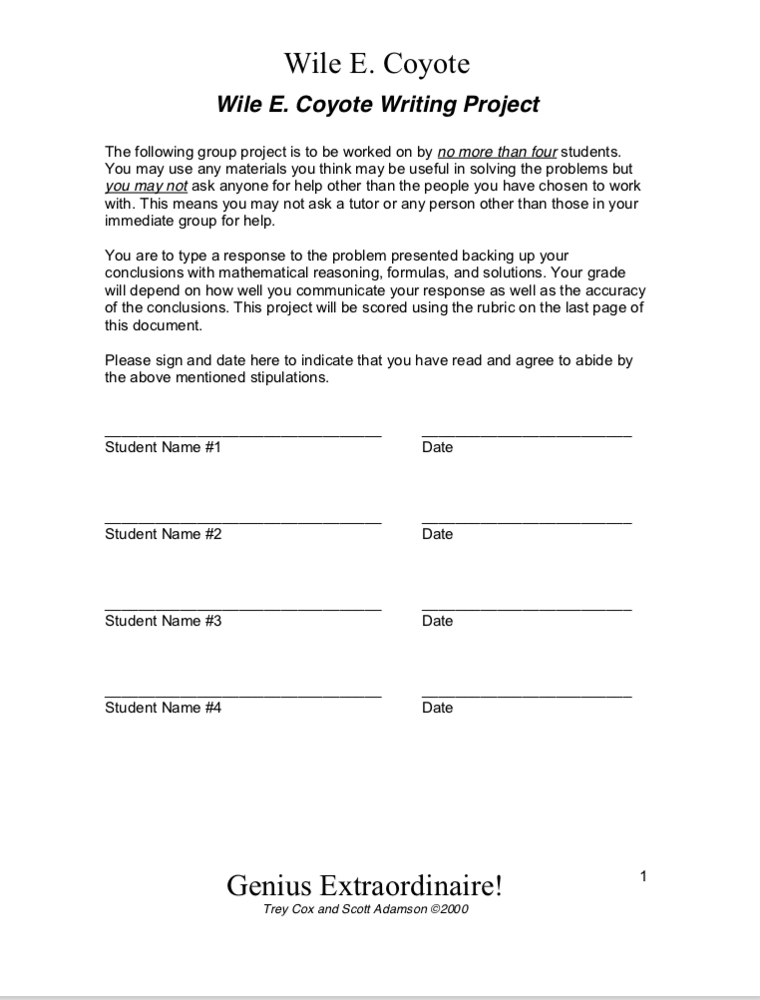 Wile E. Coyote
Wile E. Coyote Writing Project
The following group project is to be worked on by no more than four students.
You may use any materials you think may be useful in solving the problems but
you may not ask anyone for help other than the people you have chosen to work
with. This means you may not ask a tutor or any person other than those in your
immediate group for help.
You are to type a response to the problem presented backing up your
conclusions with mathematical reasoning, formulas, and solutions. Your grade
will depend on how well you communicate your response as well as the accuracy
of the conclusions. This project will be scored using the rubric on the last page of
this document.
Please sign and date here to indicate that you have read and agree to abide by
the above mentioned stipulations.
Student Name #1 Date
Student Name #2 Date
Student Name #3 Date
Student Name #4 Date
1
Genius Extraordinaire!
Trey Cox and Scott Adamson ©2000